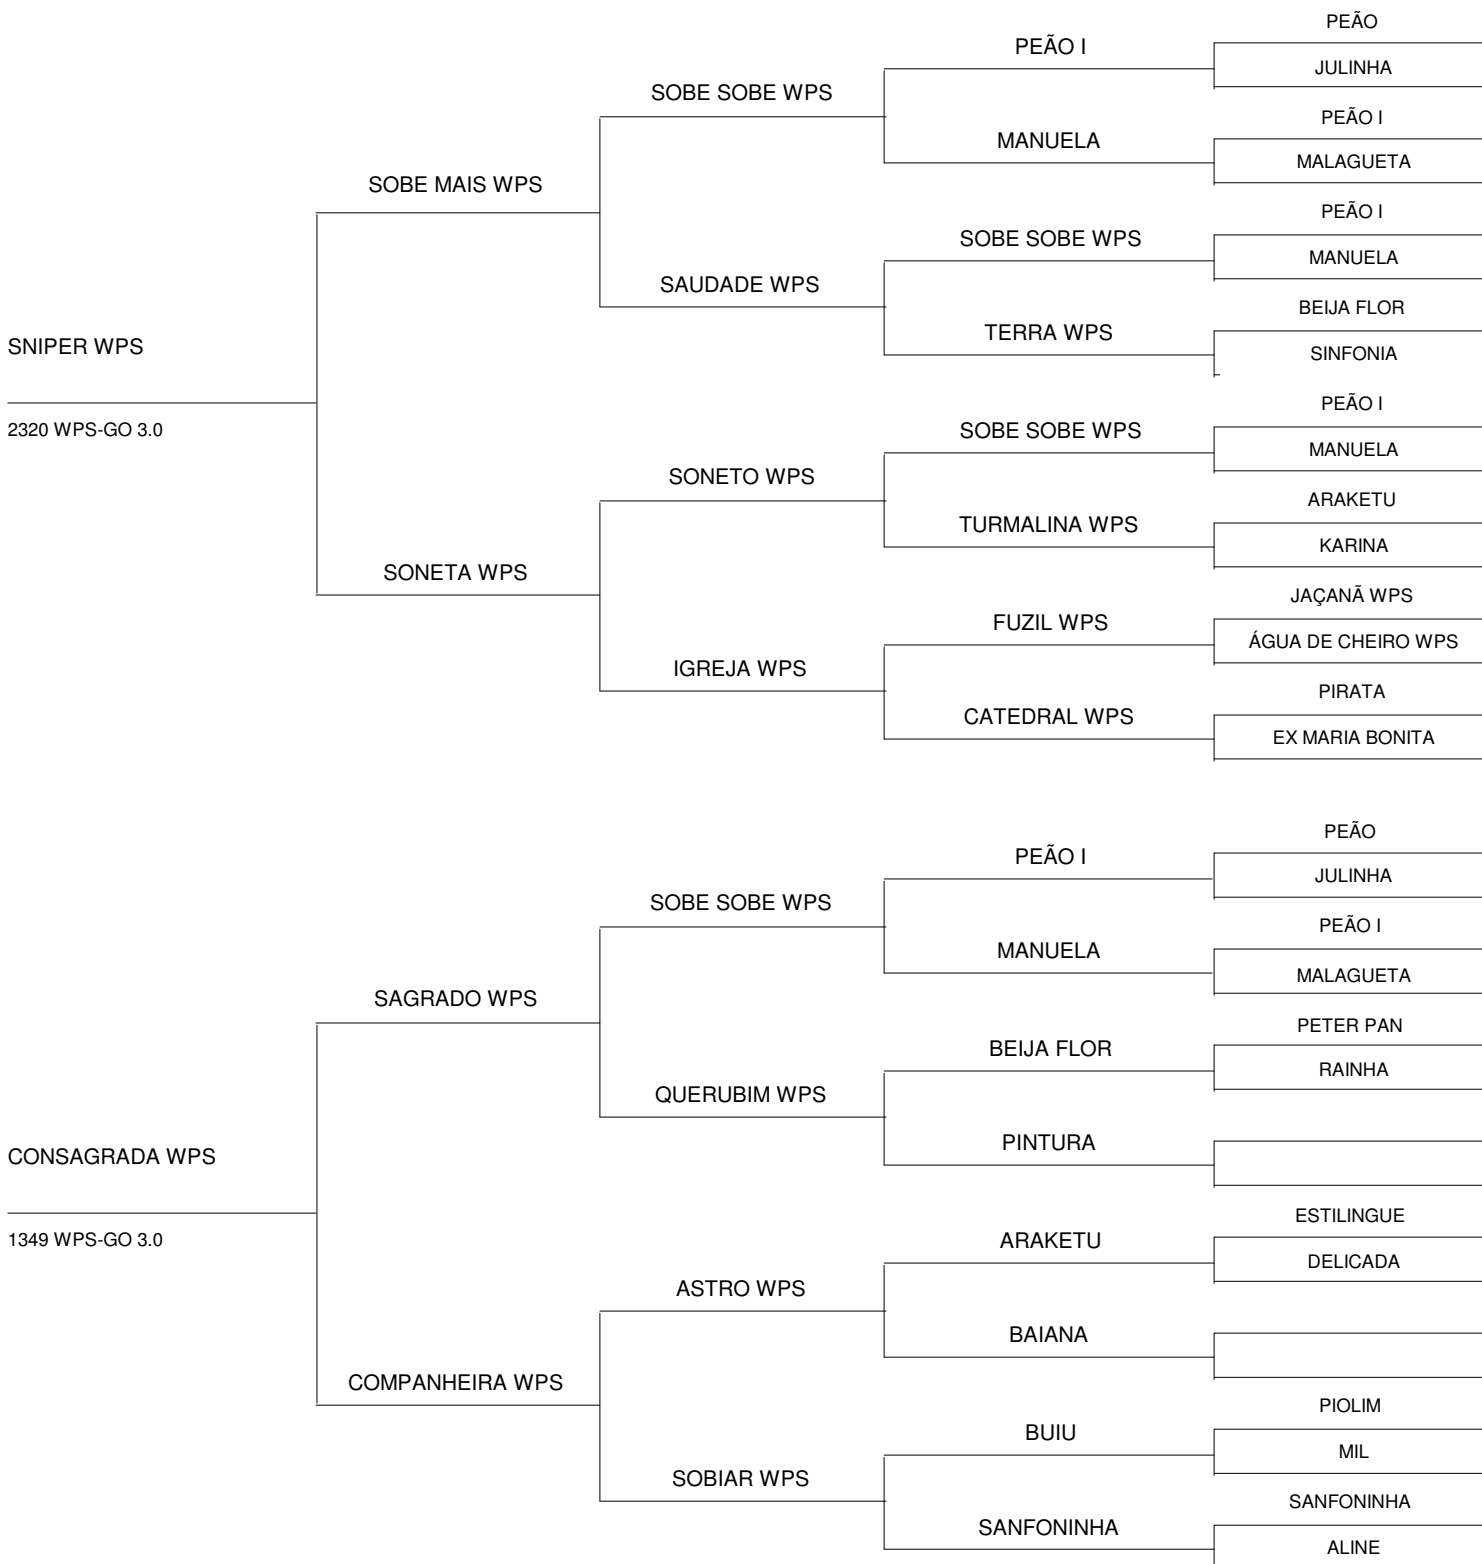 PEÃO
PEÃO I
JULINHA
SOBE SOBE WPS
PEÃO I
MANUELA
MALAGUETA
SOBE MAIS WPS
PEÃO I
SOBE SOBE WPS
MANUELA
SAUDADE WPS
BEIJA FLOR
TERRA WPS
SINFONIA
SNIPER WPS
2320 WPS-GO 3.0
PEÃO I
SOBE SOBE WPS
MANUELA
SONETO WPS
ARAKETU
TURMALINA WPS
KARINA
SONETA WPS
JAÇANÃ WPS
FUZIL WPS
ÁGUA DE CHEIRO WPS
IGREJA WPS
PIRATA
CATEDRAL WPS
EX MARIA BONITA
PEÃO
PEÃO I
JULINHA
SOBE SOBE WPS
PEÃO I
MANUELA
MALAGUETA
SAGRADO WPS
PETER PAN
BEIJA FLOR
RAINHA
QUERUBIM WPS
PINTURA
CONSAGRADA WPS
1349 WPS-GO 3.0
ESTILINGUE
ARAKETU
DELICADA
ASTRO WPS
BAIANA
COMPANHEIRA WPS
PIOLIM
BUIU
MIL
SOBIAR WPS
SANFONINHA
SANFONINHA
ALINE